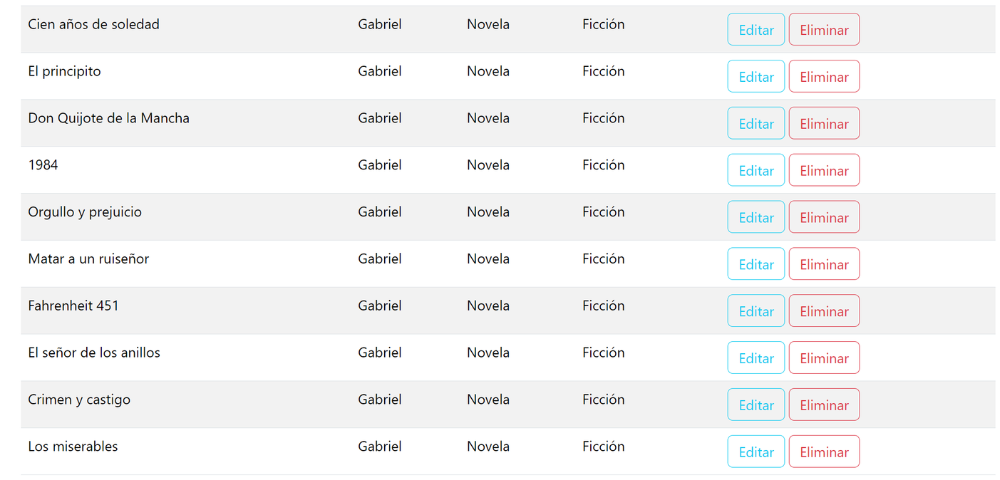 Cien años de soledad Gabriel Novela Ficción Editar Eliminar
El principito Gabriel Novela Ficción Editar Eliminar
Don Quijote de la Mancha Gabriel Novela Ficción Editar Eliminar
1984 Gabriel Novela Ficción Editar Eliminar
Orgullo y prejuicio Gabriel Novela Ficción Editar Eliminar
Matar a un ruiseñor Gabriel Novela Ficción Editar Eliminar
Fahrenheit 451 Gabriel Novela Ficción Editar Eliminar
El señor de los anillos Gabriel Novela Ficción Editar Eliminar
Crimen y castigo Gabriel Novela Ficción Editar Eliminar
Los miserables Gabriel Novela Ficción Editar Eliminar